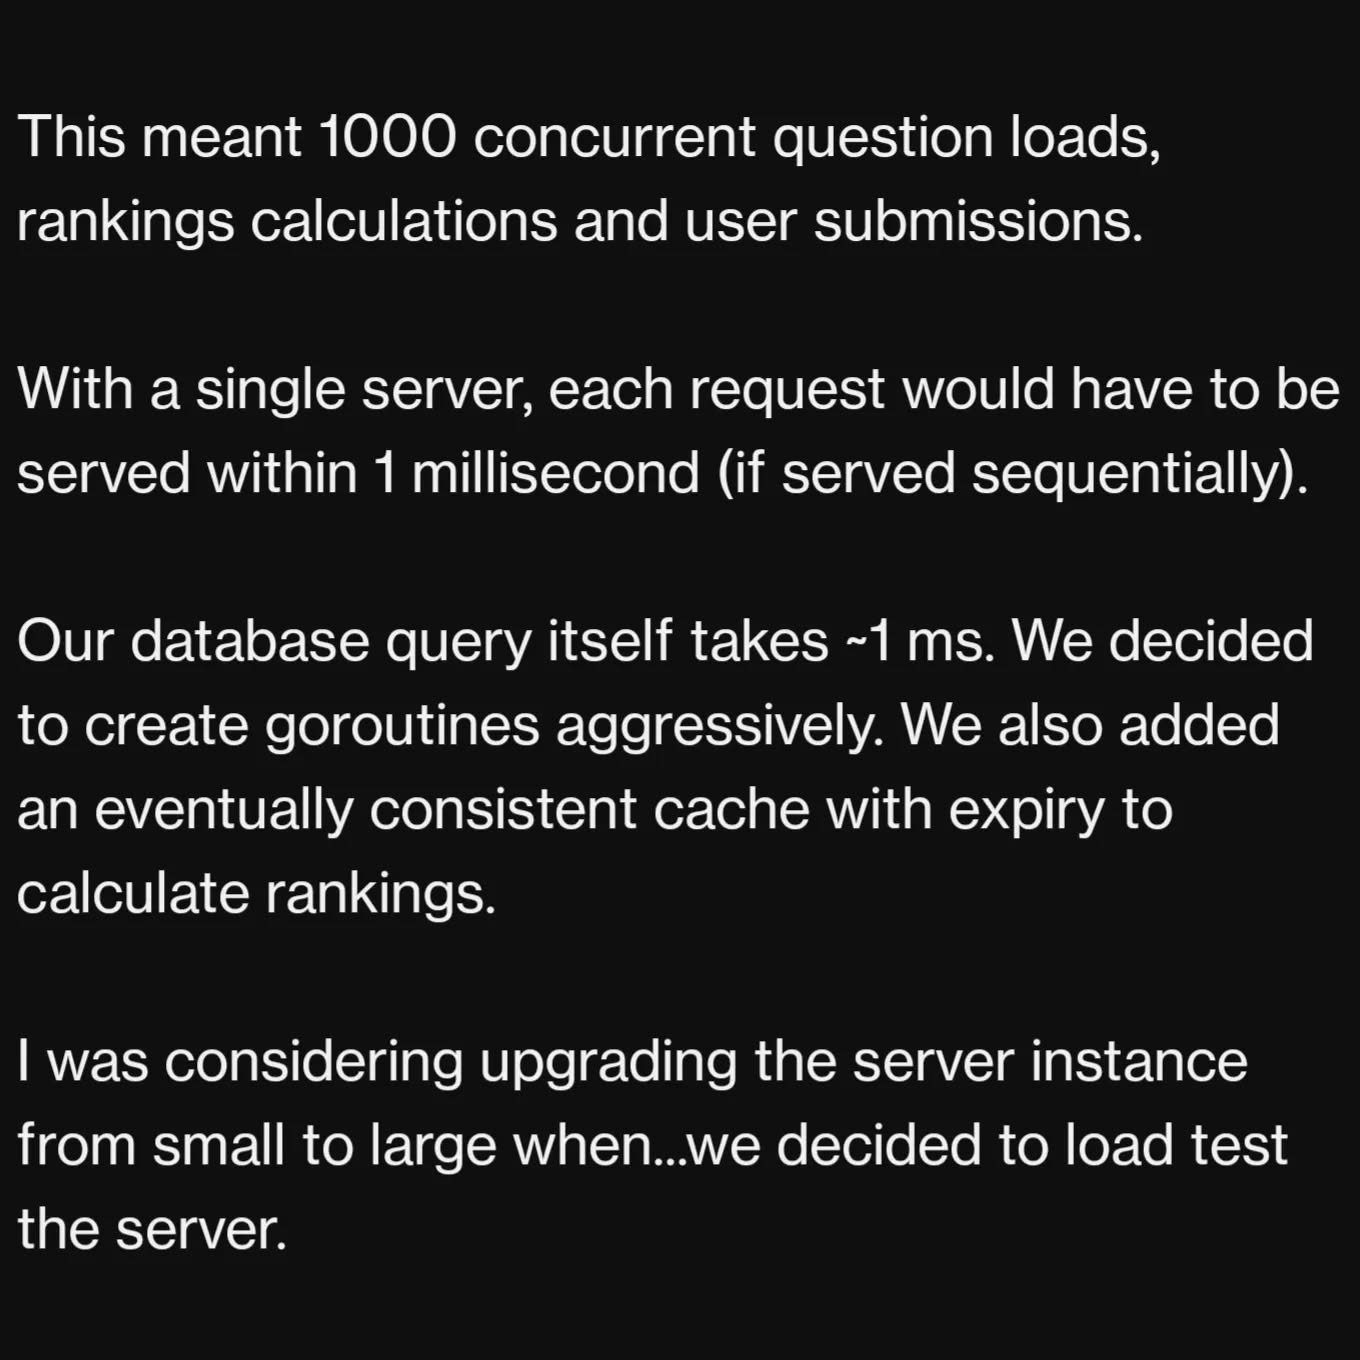 This meant 1000 concurrent question loads,
rankings calculations and user submissions.
With a single server, each request would have to be
served within 1 millisecond (if served sequentially).
Our database query itself takes ~1 ms. We decided
to create goroutines aggressively. We also added
an eventually consistent cache with expiry to
calculate rankings.
I was considering upgrading the server instance
from small to large when...we decided to load test
the server.